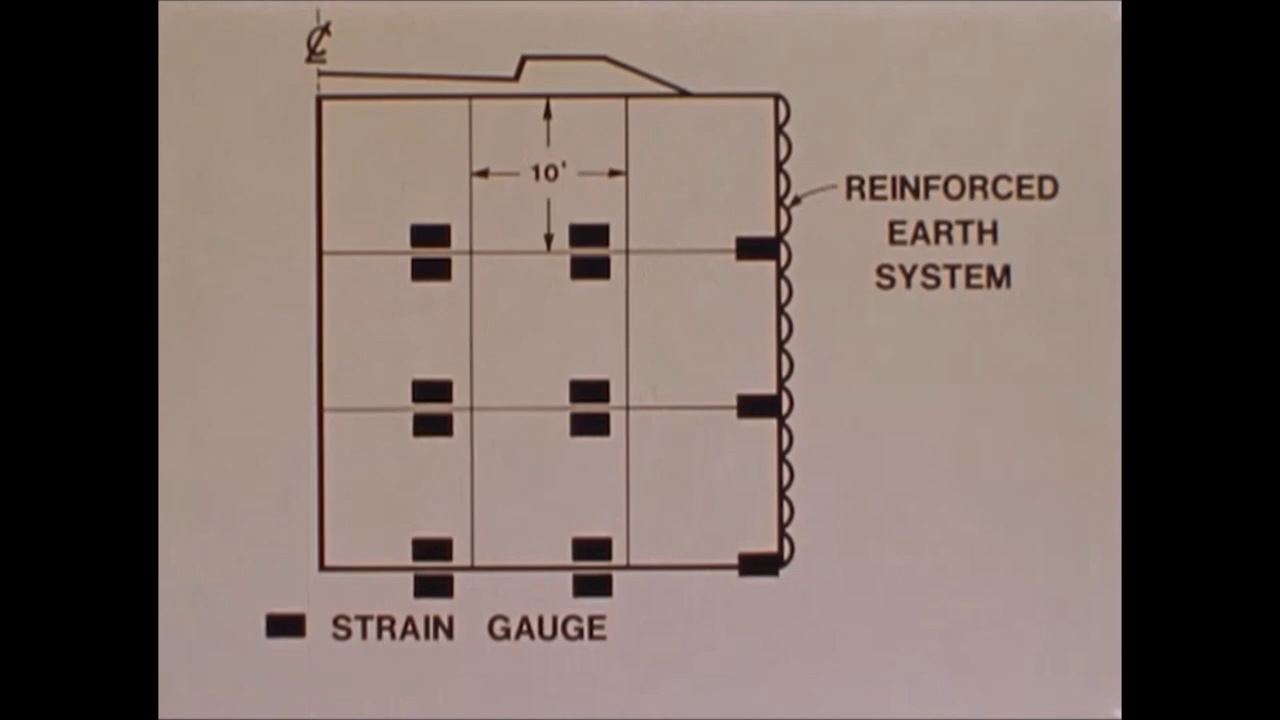 ℄
10'
REINFORCED
EARTH
SYSTEM
STRAIN GAUGE